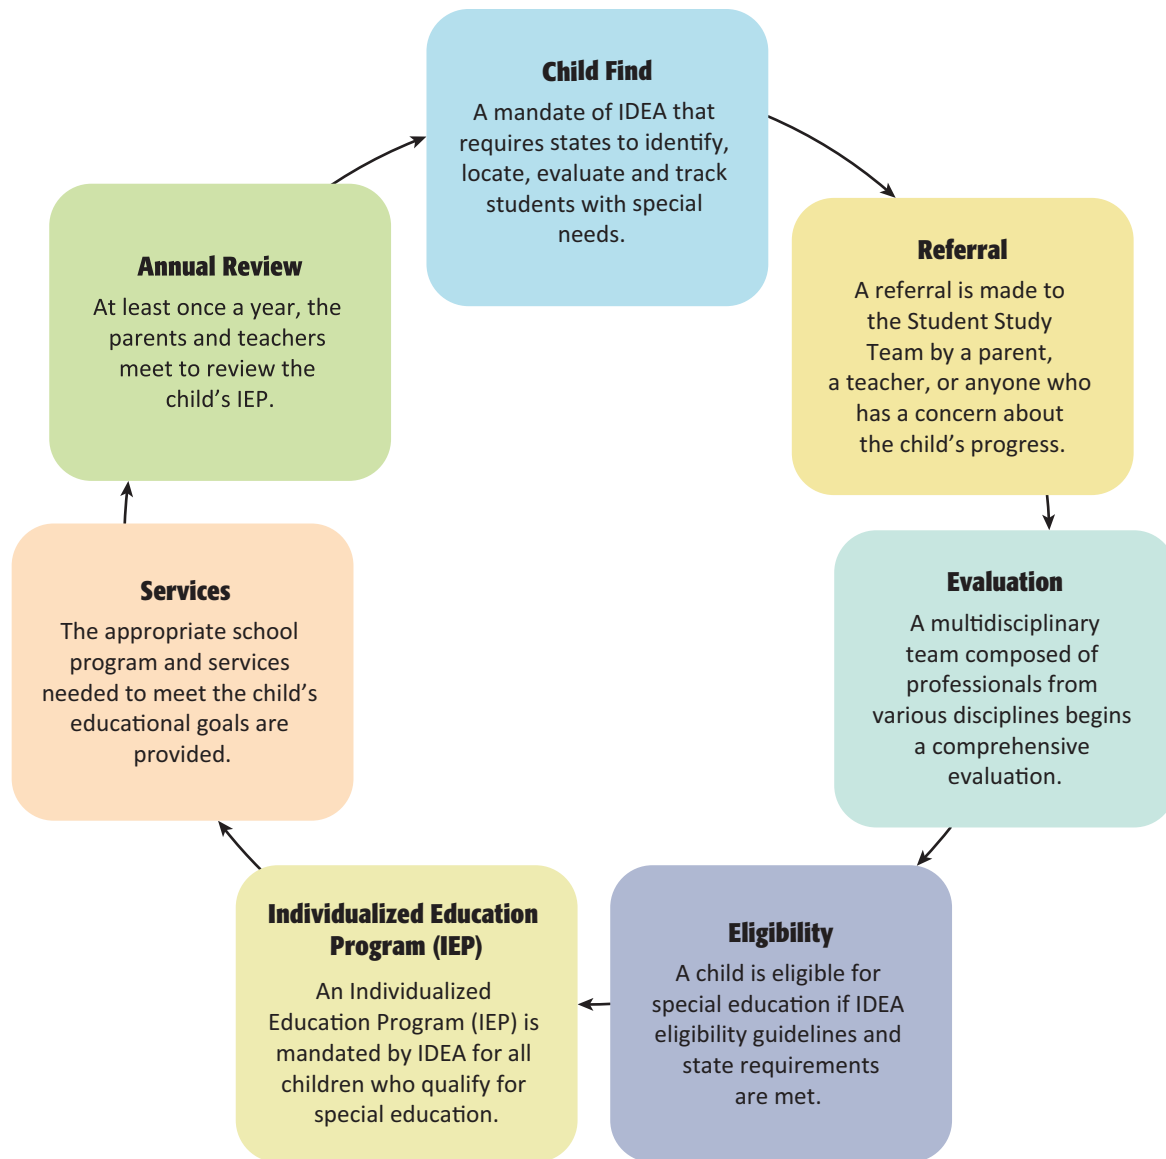 Child Find
A mandate of IDEA that
requires states to identify,
locate, evaluate and track
students with special
needs.
Referral
A referral is made to
the Student Study
Team by a parent,
a teacher, or anyone who
has a concern about
the child’s progress.
Evaluation
A multidisciplinary
team composed of
professionals from
various disciplines begins
a comprehensive
evaluation.
Eligibility
A child is eligible for
special education if IDEA
eligibility guidelines and
state requirements
are met.
Individualized Education
Program (IEP)
An Individualized
Education Program (IEP) is
mandated by IDEA for all
children who qualify for
special education.
Services
The appropriate school
program and services
needed to meet the child’s
educational goals are
provided.
Annual Review
At least once a year, the
parents and teachers
meet to review the
child’s IEP.